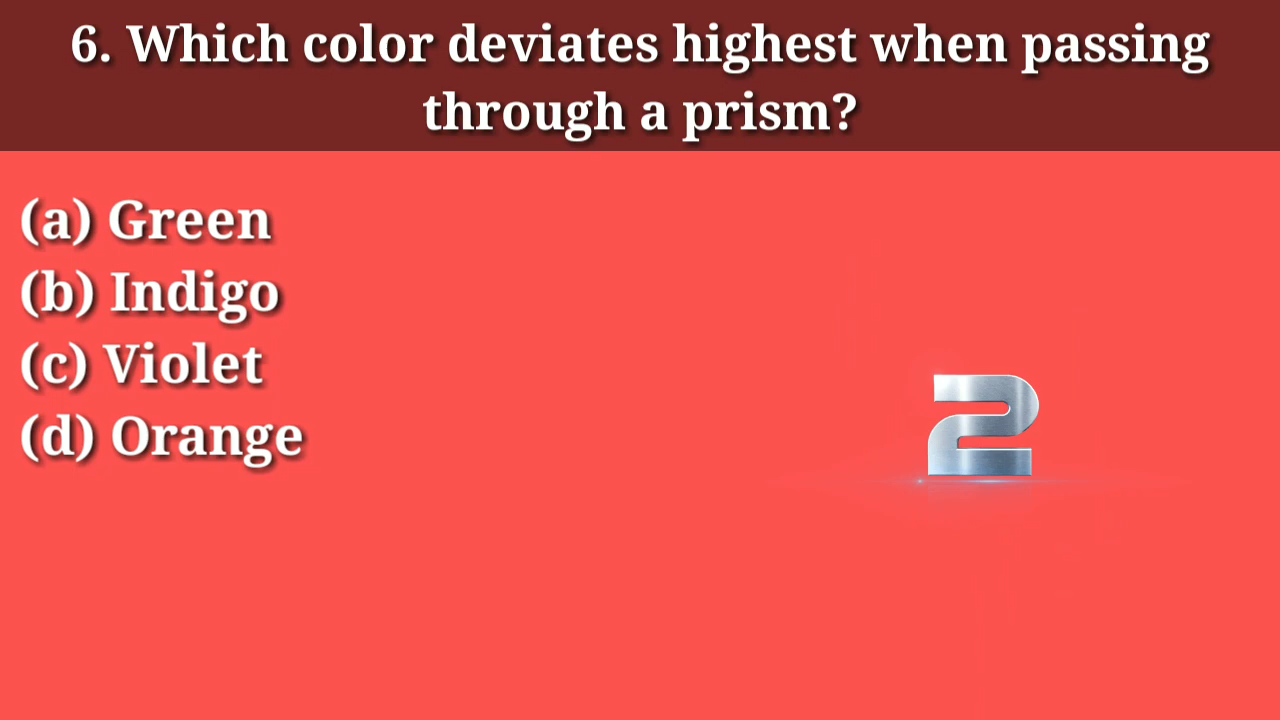 6. Which color deviates highest when passing
through a prism?
(a) Green
(b) Indigo
(c) Violet
(d) Orange
2